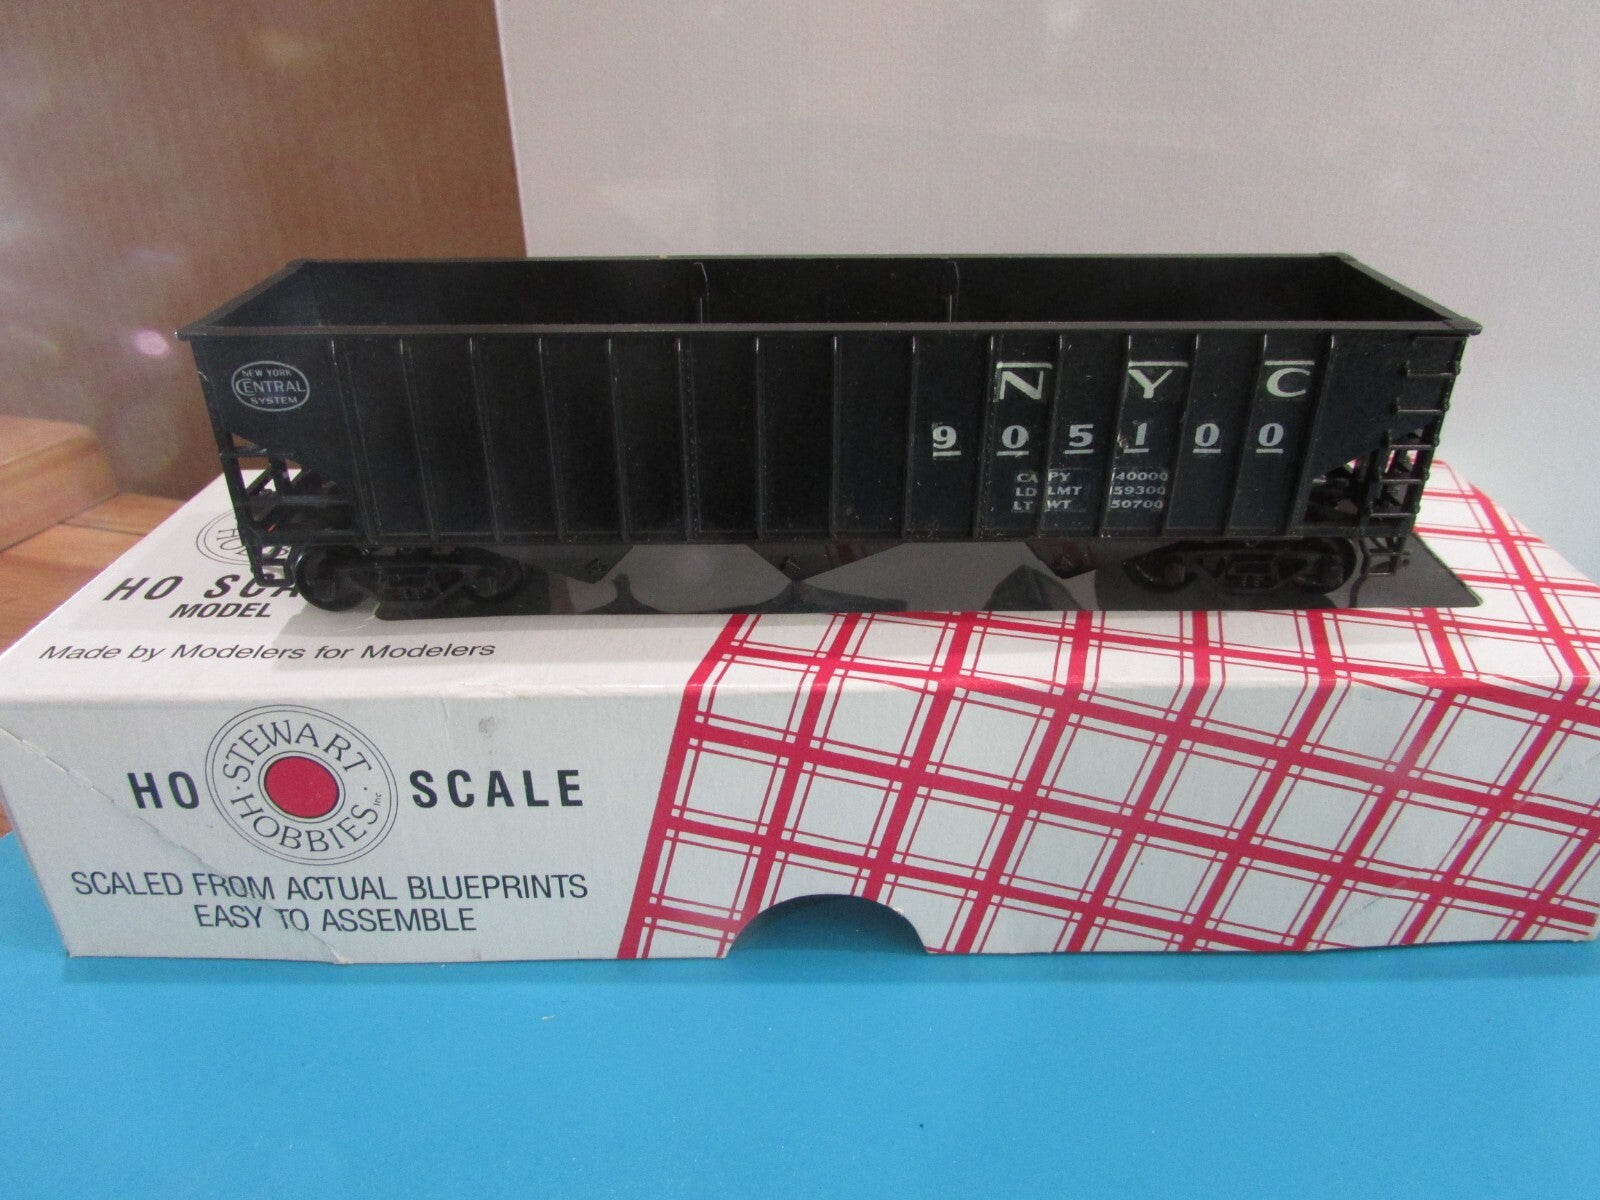 NEW YORK
CENTRAL
SYSTEM
N Y C
905100
CAPY 140000
LD LMT 159300
LT WT 50700
HO SCA
MODEL
Made by Modelers for Modelers
HO STEWART HOBBIES Inc SCALE
SCALED FROM ACTUAL BLUEPRINTS
EASY TO ASSEMBLE